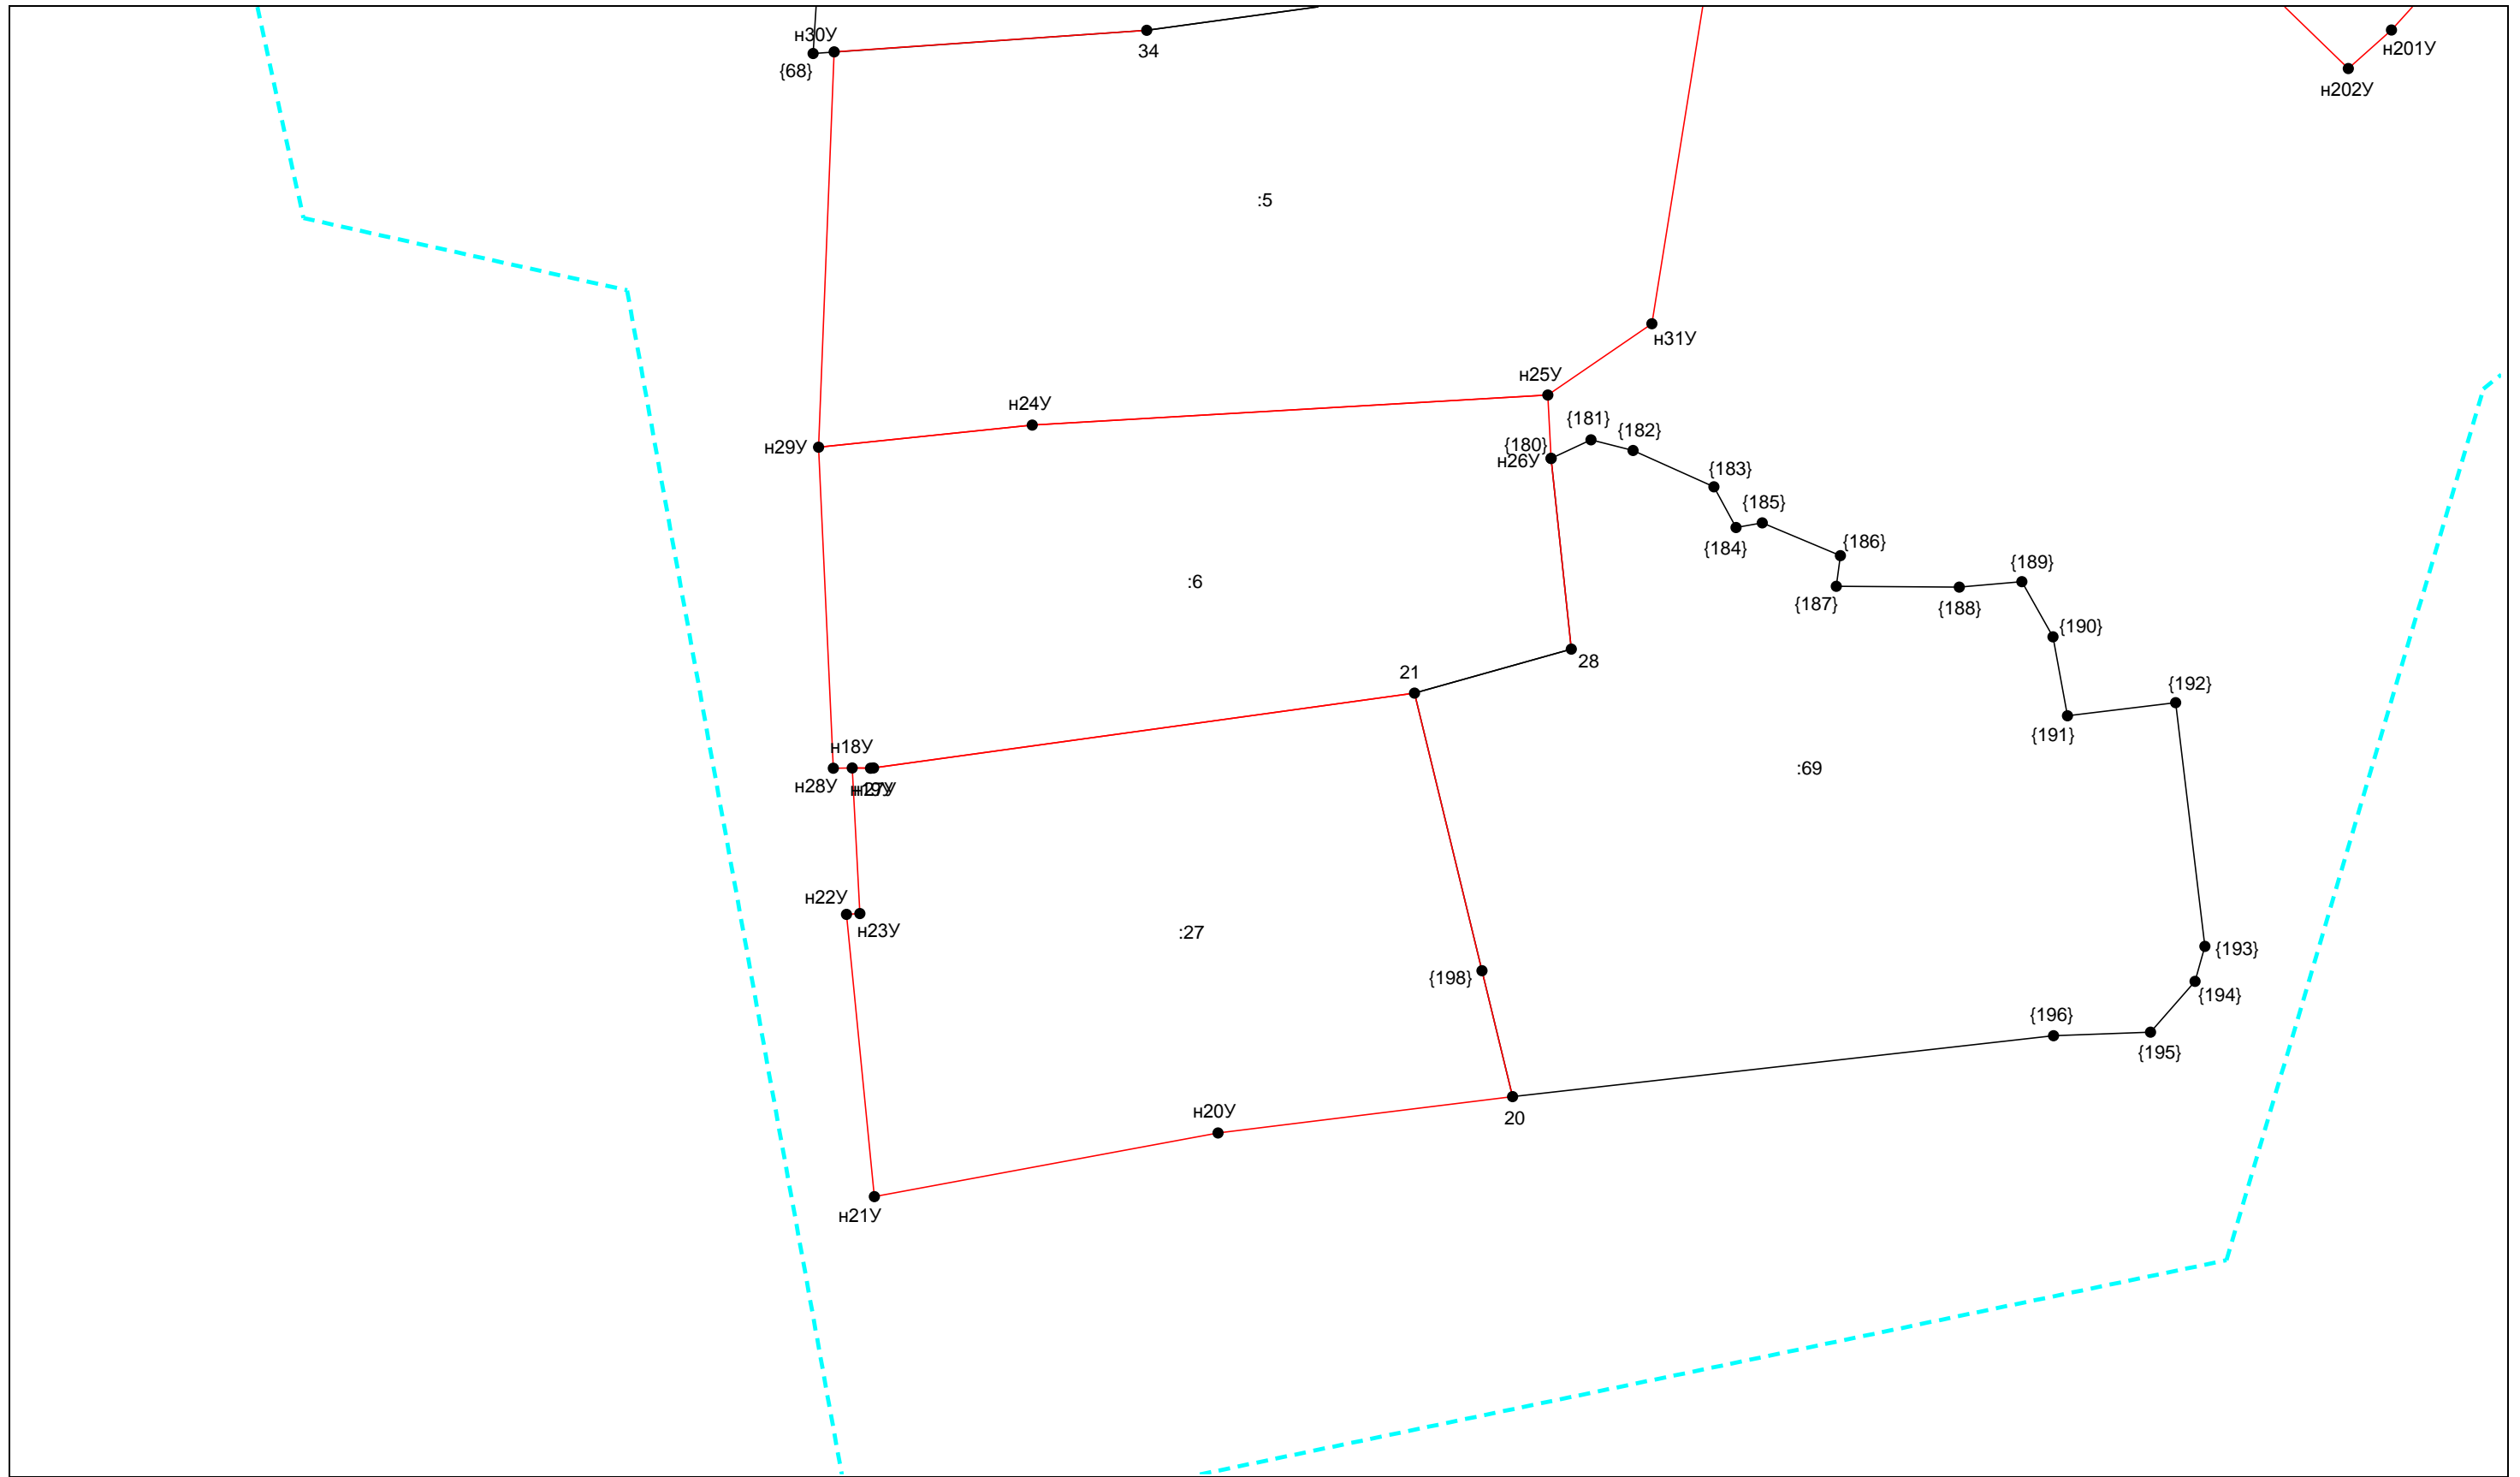 н30У
{68}
34
н201У
н202У
:5
н31У
н25У
н24У
н29У
{180}
н26У
{181}
{182}
{183}
{185}
{184}
{186}
{187}
{188}
{189}
{190}
:6
28
21
{192}
{191}
н18У
н28У
:69
н22У
н23У
:27
{198}
{193}
{194}
{196}
{195}
н20У
20
н21У